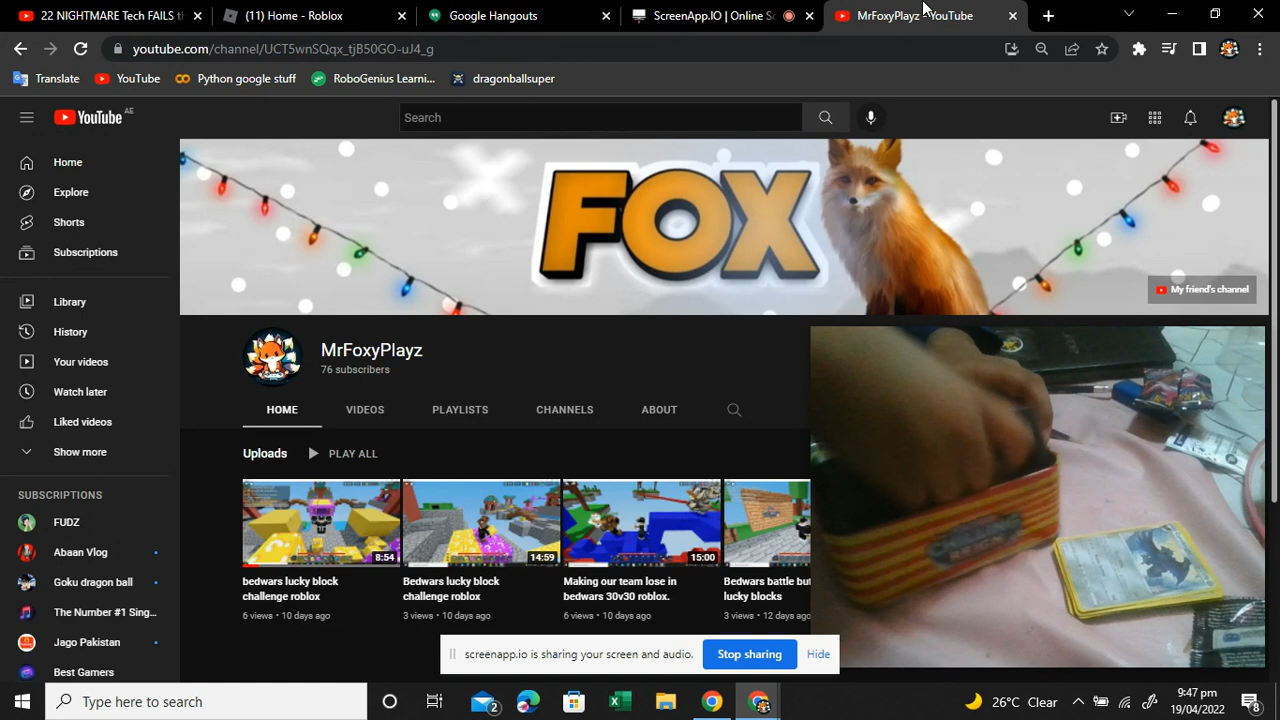 22 NIGHTMARE Tech FAILS t
(11) Home - Roblox
Google Hangouts
ScreenApp.IO | Online Sc
MrFoxyPlayz - YouTube
youtube.com/channel/UCT5wnSQqx_tjB50GO-uJ4_g
Translate
YouTube
Python google stuff
RoboGenius Learni...
dragonballsuper
YouTube AE
Search
Home
Explore
Shorts
Subscriptions
Library
History
Your videos
Watch later
Liked videos
Show more
SUBSCRIPTIONS
FUDZ
Abaan Vlog
Goku dragon ball
The Number #1 Sing...
Jago Pakistan
Best Gamers
FOX
My friend's channel
MrFoxyPlayz
76 subscribers
HOME
VIDEOS
PLAYLISTS
CHANNELS
ABOUT
Uploads
PLAY ALL
8:54
14:59
15:00
bedwars lucky block
challenge roblox
6 views • 10 days ago
Bedwars lucky block
challenge roblox
3 views • 10 days ago
Making our team lose in
bedwars 30v30 roblox.
6 views • 10 days ago
Bedwars battle but
lucky blocks
3 views • 12 days ago
screenapp.io is sharing your screen and audio.
Stop sharing
Hide
Type here to search
2
26°C Clear
9:47 pm
19/04/2022
8